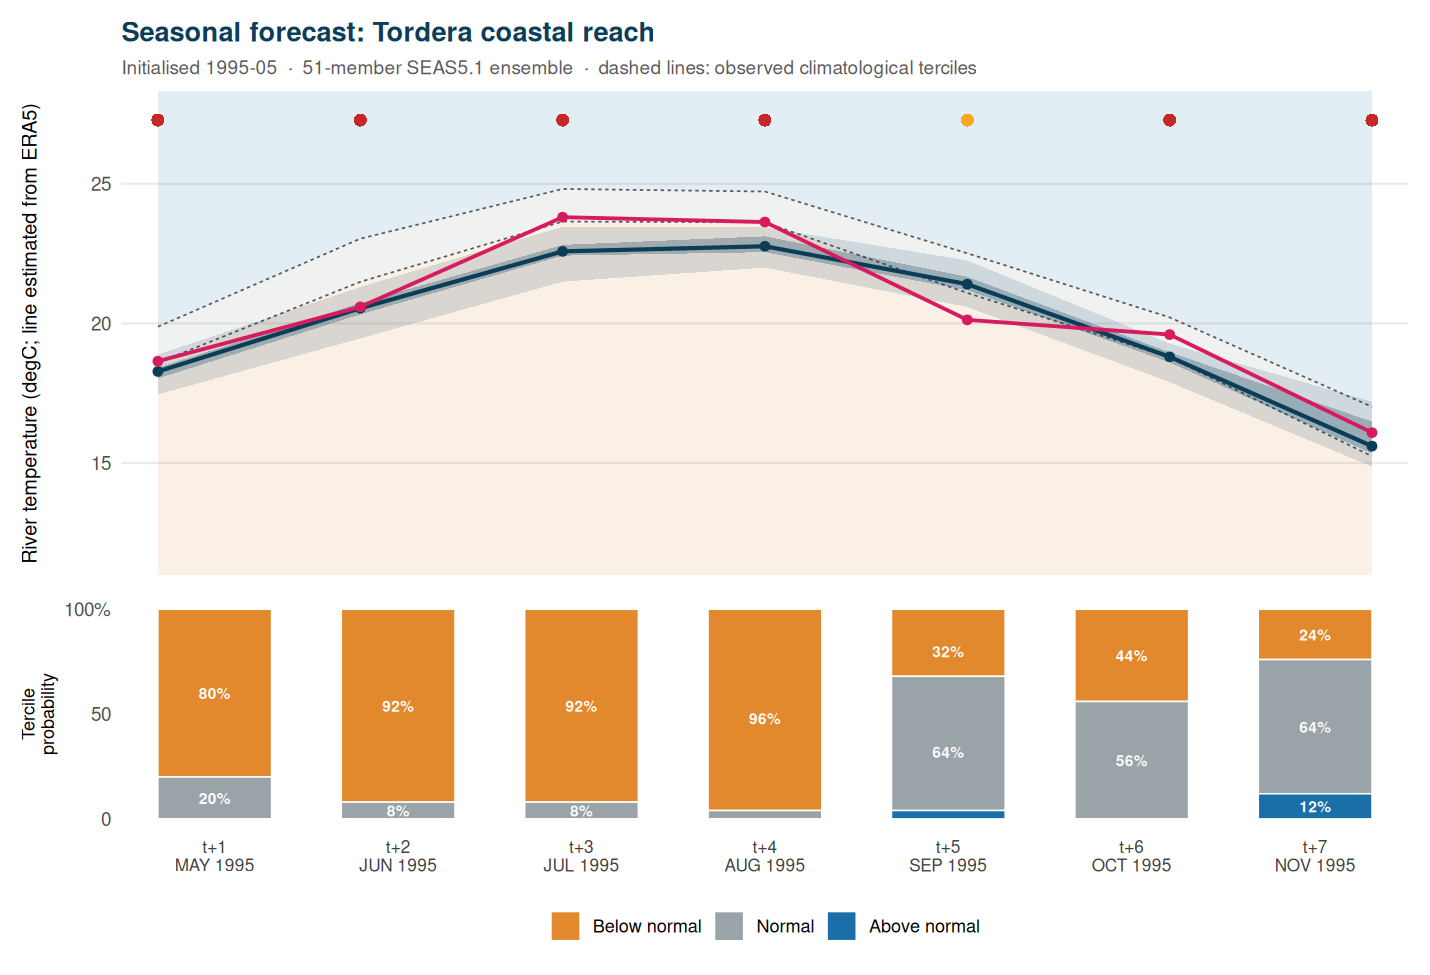 Seasonal forecast: Tordera coastal reach
Initialised 1995-05 · 51-member SEAS5.1 ensemble · dashed lines: observed climatological terciles
River temperature (degC; line estimated from ERA5)
25
20
15
Tercile
probability
100%
50
0
80%
20%
92%
8%
92%
8%
96%
32%
64%
44%
56%
24%
64%
12%
t+1
MAY 1995
t+2
JUN 1995
t+3
JUL 1995
t+4
AUG 1995
t+5
SEP 1995
t+6
OCT 1995
t+7
NOV 1995
Below normal
Normal
Above normal